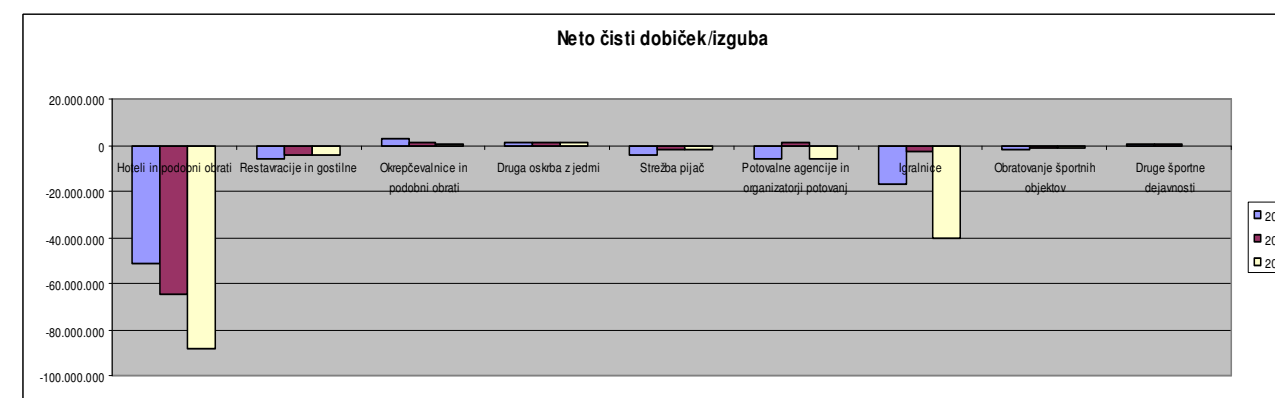 Neto čisti dobiček/izguba
20.000.000
0
-20.000.000
-40.000.000
-60.000.000
-80.000.000
-100.000.000
Hoteli in podobni obrati
Restavracije in gostilne
Okrepčevalnice in
podobni obrati
Druga oskrba z jedmi
Strežba pijač
Potovalne agencije in
organizatorji potovanj
Igralnice
Obratovanje športnih
objektov
Druge športne
dejavnosti